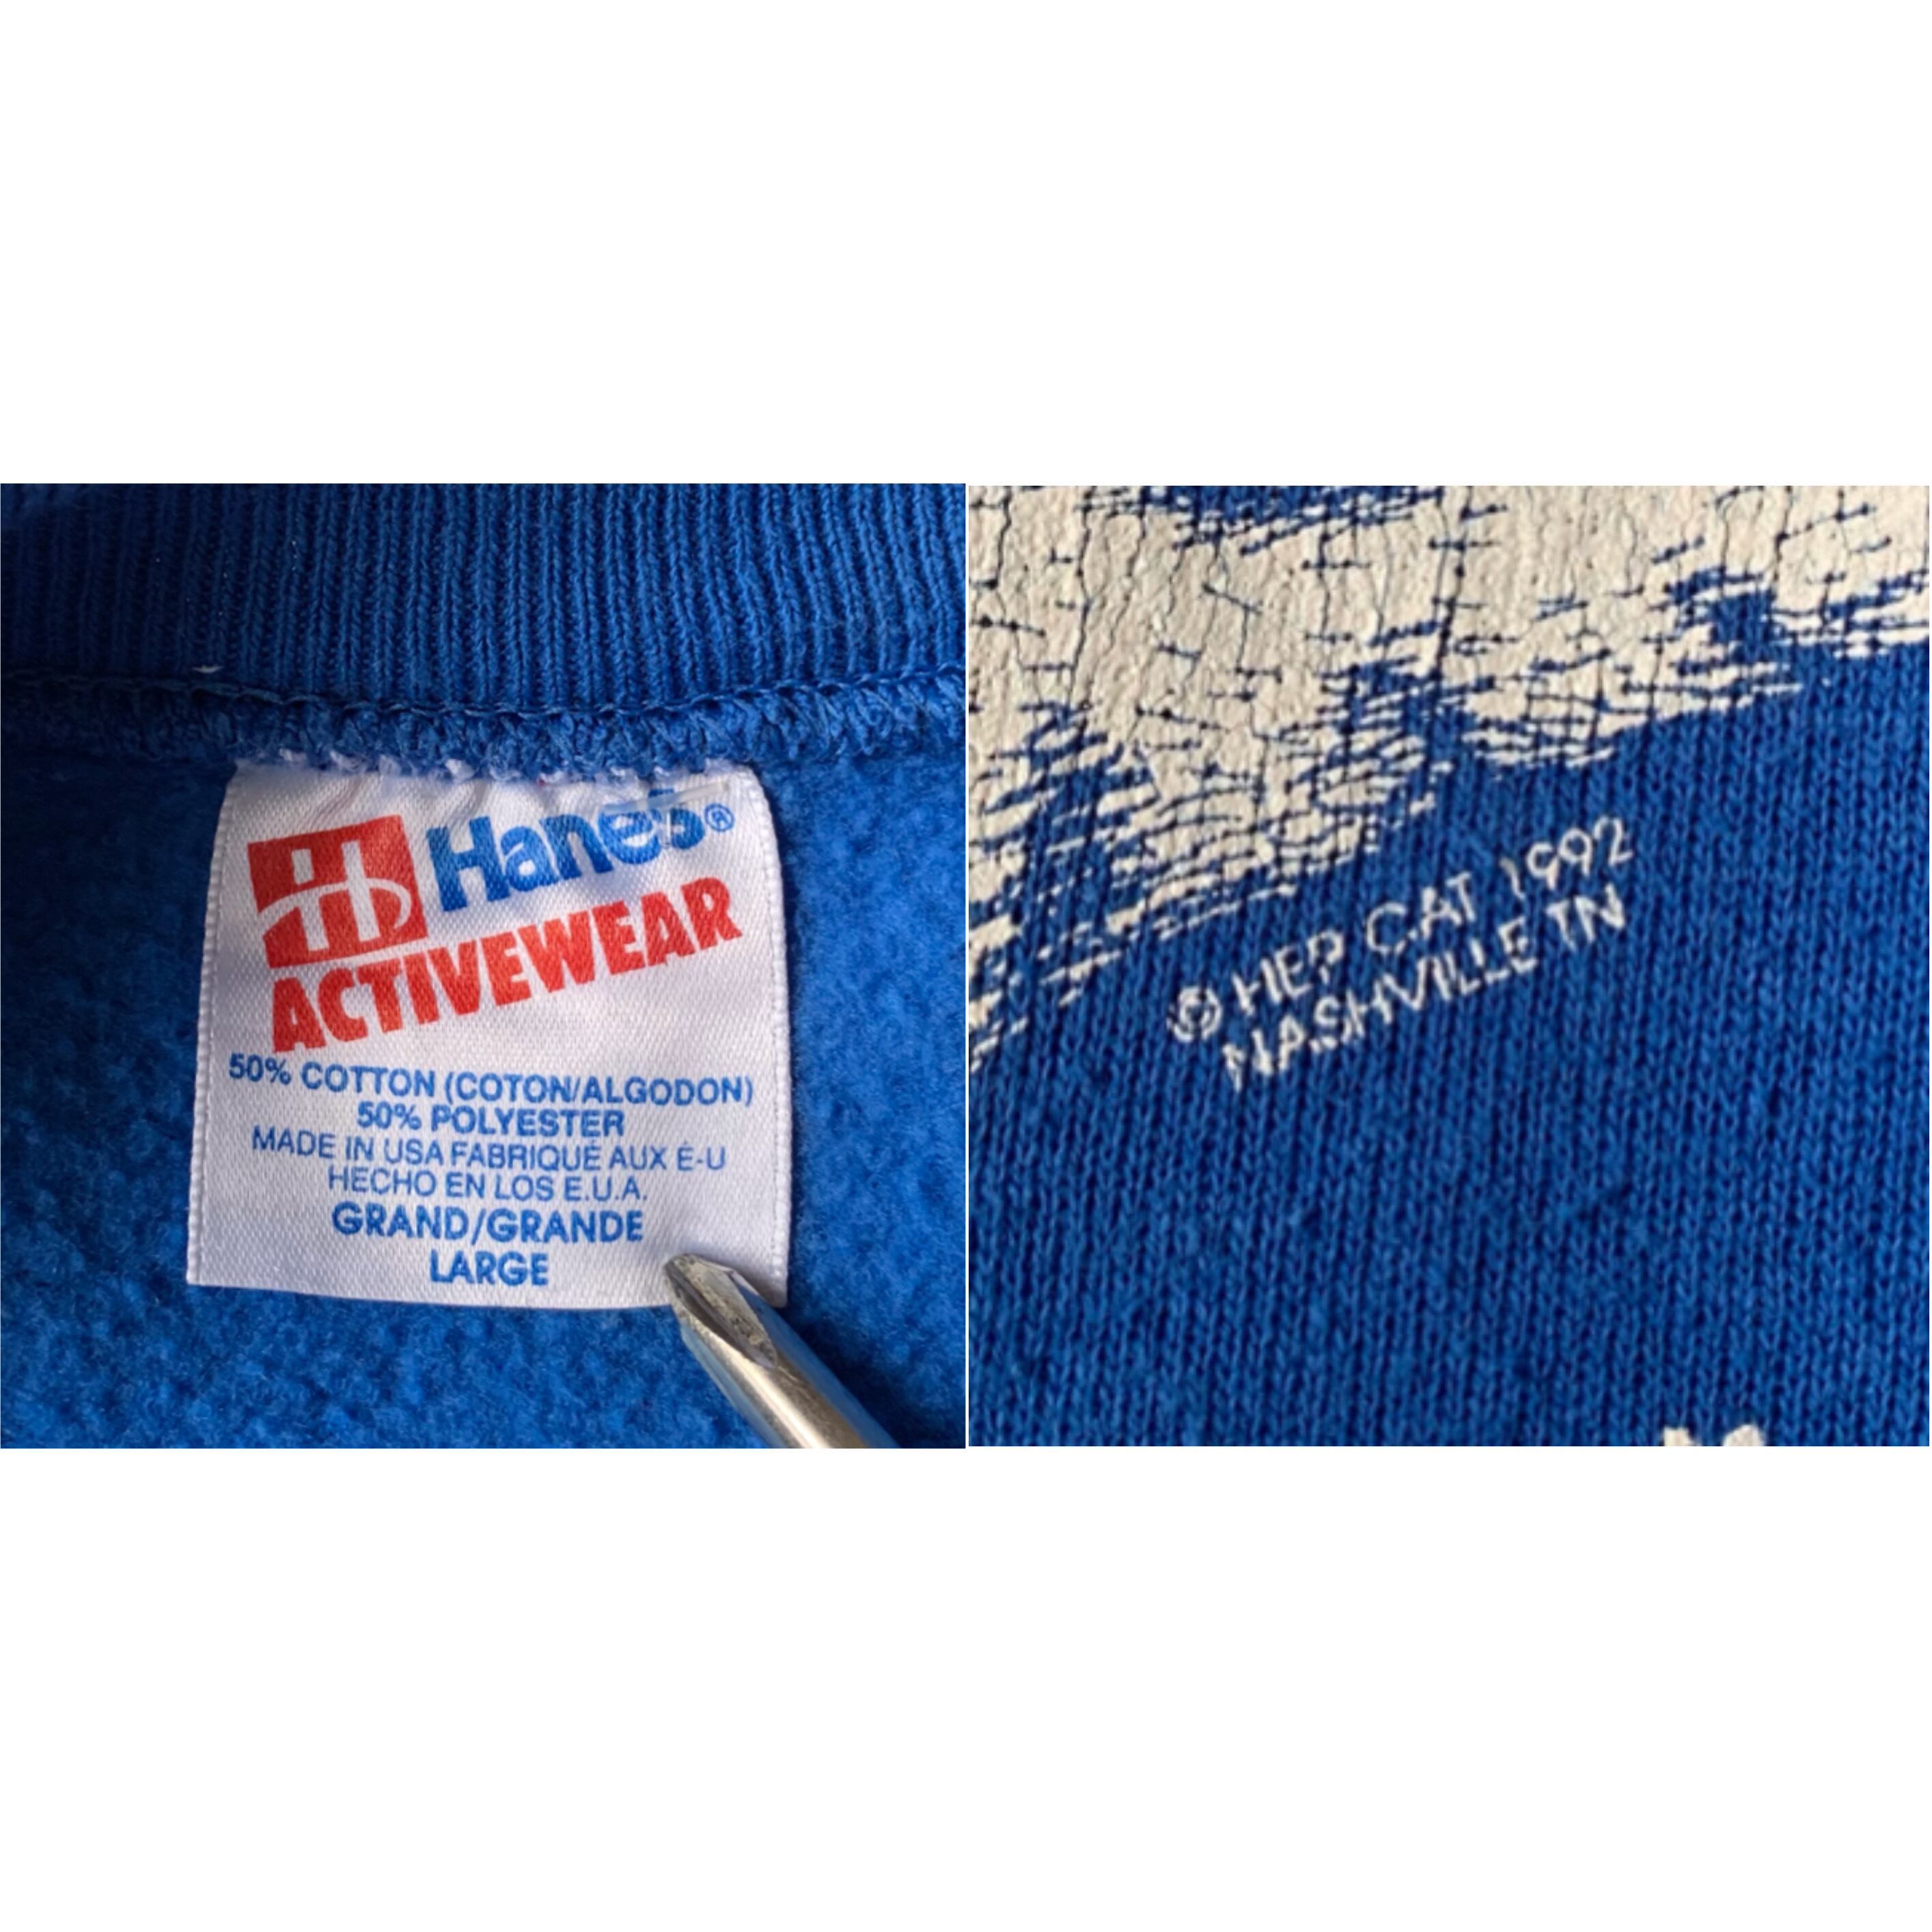 Hanes®
ACTIVEWEAR
50% COTTON (COTON/ALGODON)
50% POLYESTER
MADE IN USA FABRIQUÉ AUX É-U
HECHO EN LOS E.U.A.
GRAND/GRANDE
LARGE
© HEP CAT 1992
NASHVILLE TN